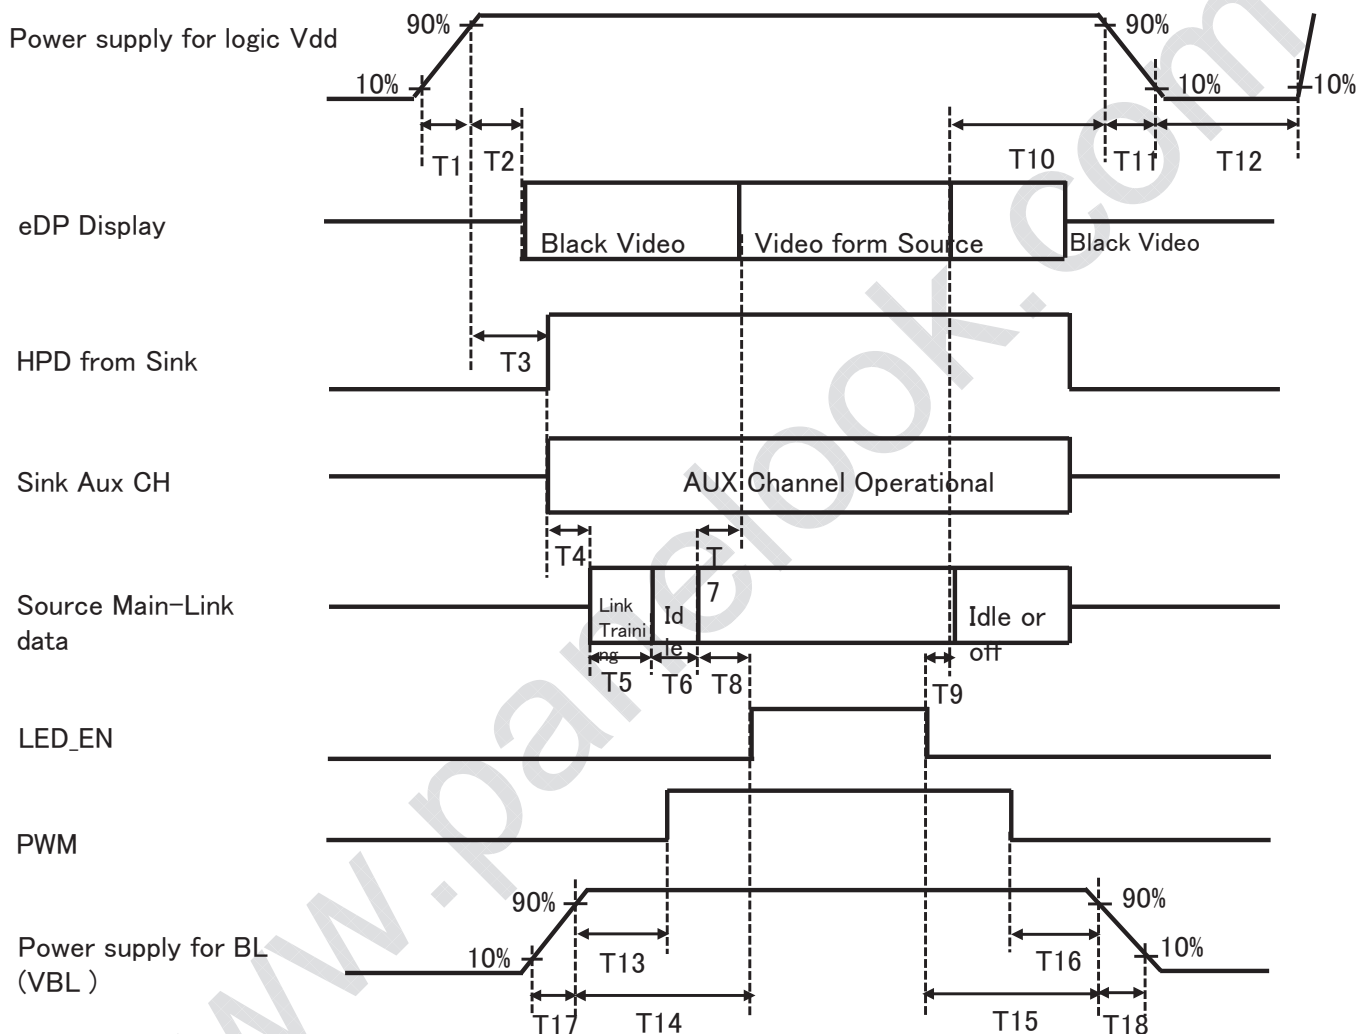 Power supply for logic Vdd
90%
90%
10%
10%
10%
T1
T2
T10
T11
T12
eDP Display
Black Video
Video form Source
Black Video
HPD from Sink
T3
Sink Aux CH
AUX Channel Operational
T4
T
7
Source Main-Link
data
Link
Traini
ng
Id
le
Idle or
off
T5
T6
T8
T9
LED_EN
PWM
90%
90%
Power supply for BL
(VBL )
10%
10%
T13
T16
T17
T14
T15
T18
www.panelook.com